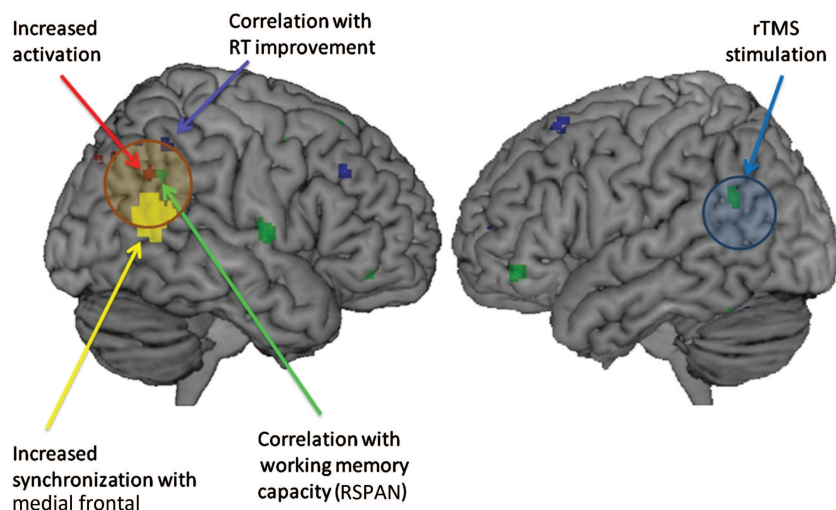 Increased
activation
Correlation with
RT improvement
rTMS
stimulation
Increased
synchronization with
medial frontal
Correlation with
working memory
capacity (RSPAN)